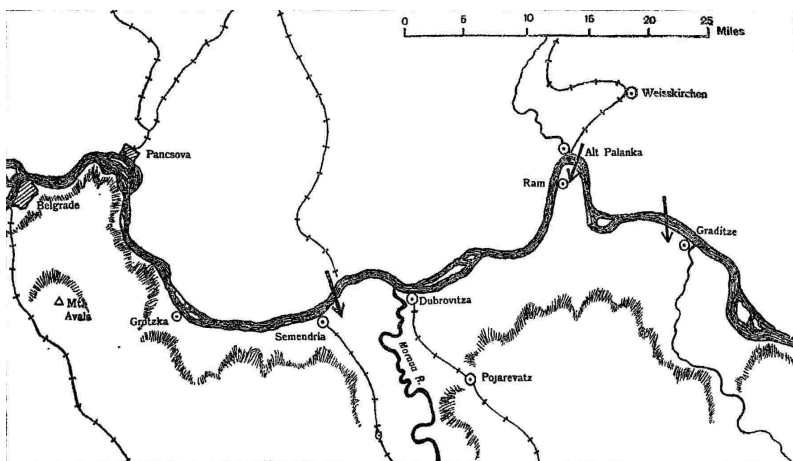 0 5 10 15 20 25
Miles
Weisskirchen
Pancsova
Alt Palanka
Ram
Belgrade
Graditze
Mt.
Avala
Grotzka
Semendria
Dubrovitza
Morava R.
Pojarevatz